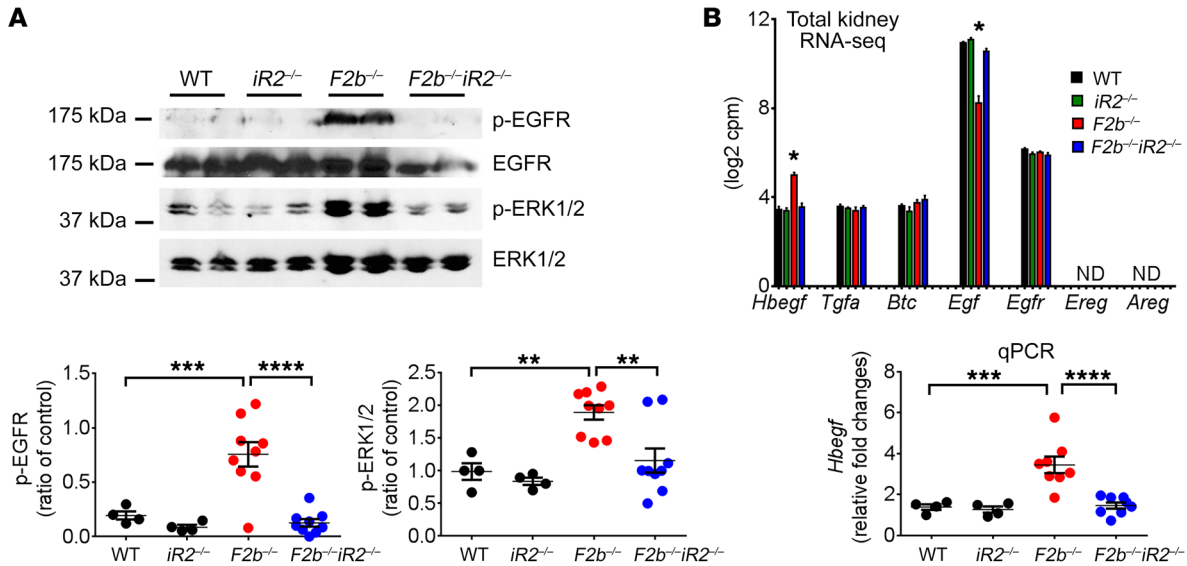 A
WT iR2–/– F2b–/– F2b–/–iR2–/–
175 kDa p-EGFR
175 kDa EGFR
37 kDa p-ERK1/2
37 kDa ERK1/2
p-EGFR
(ratio of control)
1.5
1.0
0.5
0.0
*** ****
WT iR2–/– F2b–/– F2b–/–iR2–/–
p-ERK1/2
(ratio of control)
2.5
2.0
1.5
1.0
0.5
0.0
** **
WT iR2–/– F2b–/– F2b–/–iR2–/–
B
Total kidney
RNA-seq
(log2 cpm)
12
8
4
0
*
*
WT
iR2–/–
F2b–/–
F2b–/–iR2–/–
ND ND
Hbegf Tgfa Btc Egf Egfr Ereg Areg
qPCR
Hbegf
(relative fold changes)
8
6
4
2
0
*** ****
WT iR2–/– F2b–/– F2b–/–iR2–/–